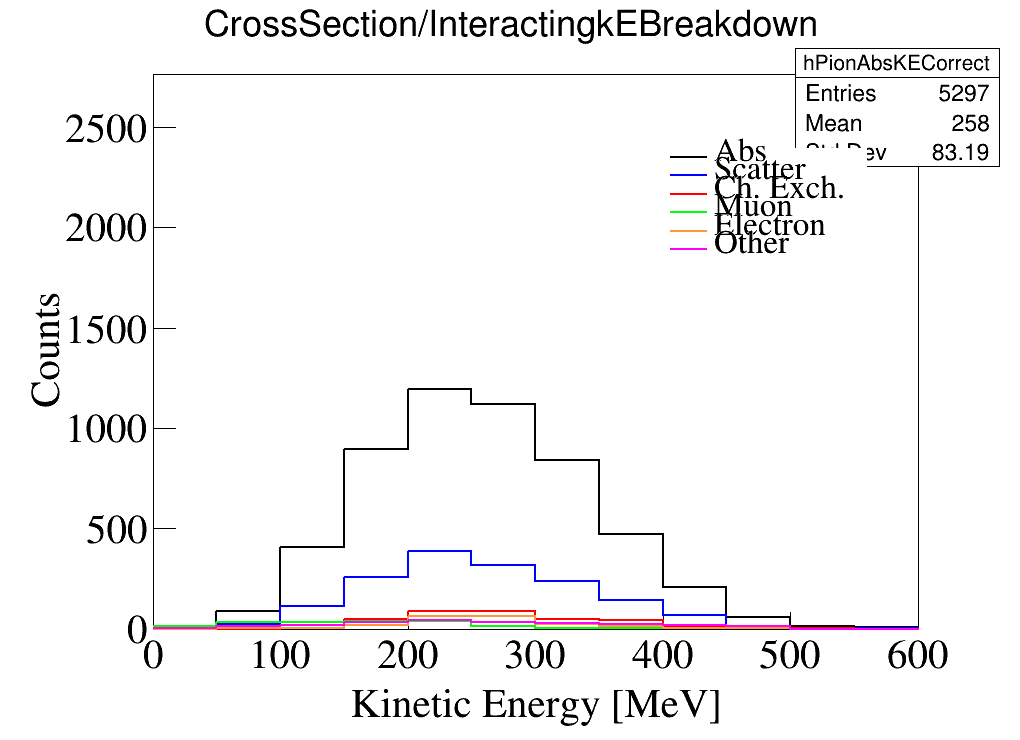 CrossSection/InteractingkEBreakdown
hPionAbsKECorrect
Entries 5297
Mean 258
Dev 83.19
Abs
Scatter
Ch. Exch.
Muon
Electron
Other
Counts
2500
2000
1500
1000
500
0
0 100 200 300 400 500 600
Kinetic Energy [MeV]